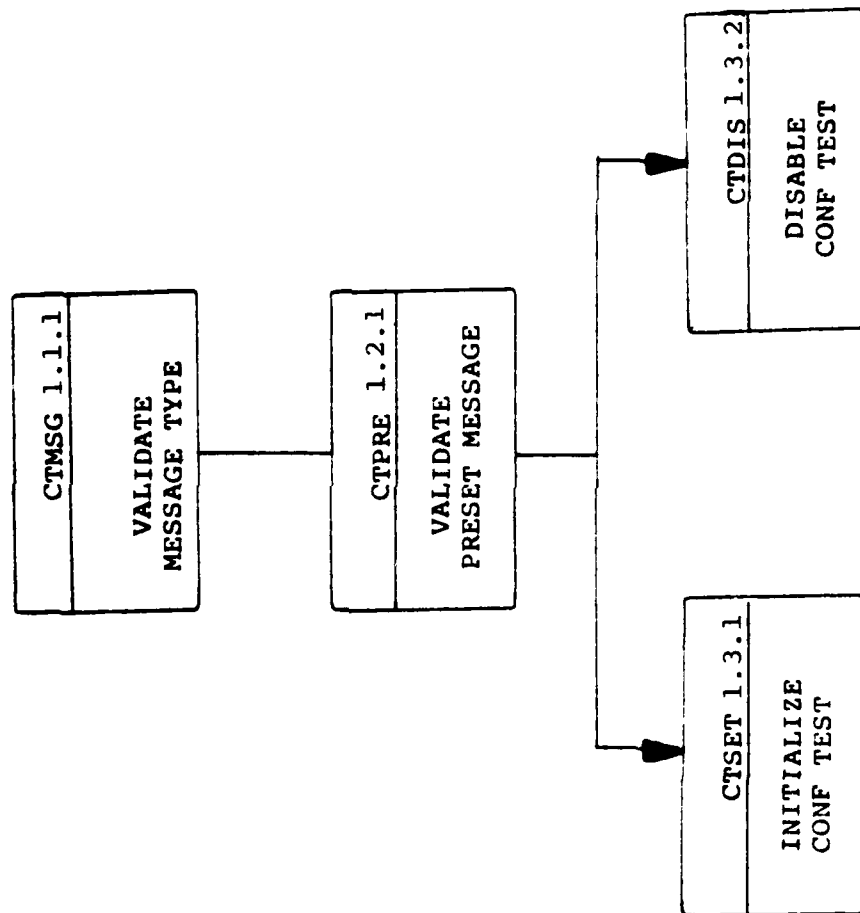 CTMSG 1.1.1
VALIDATE
MESSAGE TYPE
CTPRE 1.2.1
VALIDATE
PRESET MESSAGE
CTSET 1.3.1
INITIALIZE
CONF TEST
CTDIS 1.3.2
DISABLE
CONF TEST